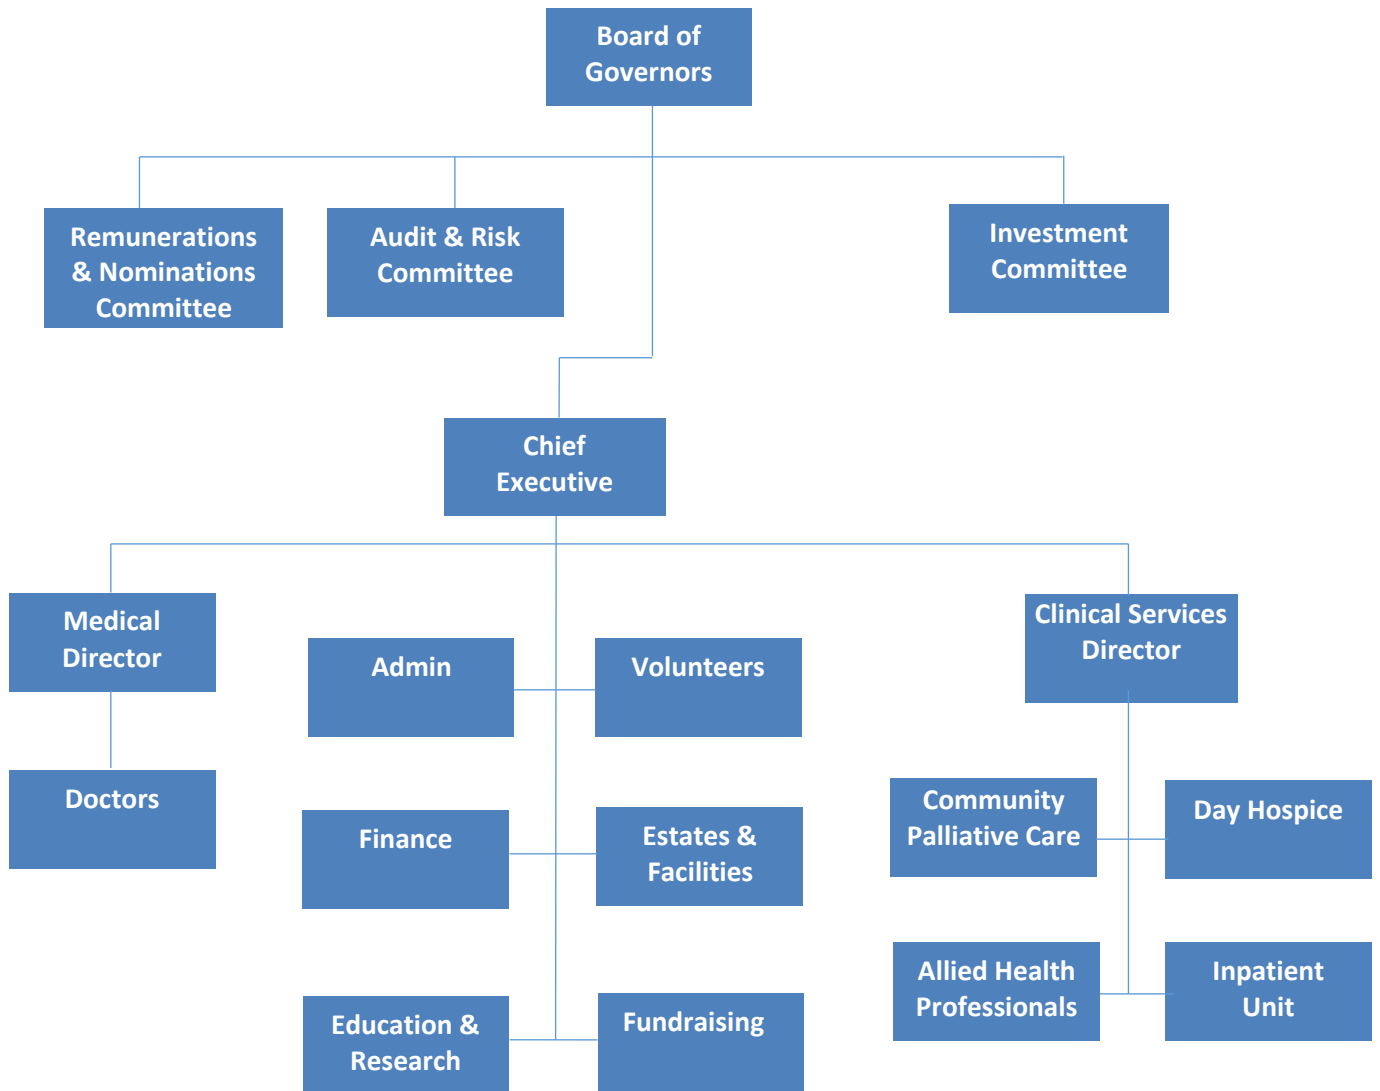 Board of
Governors
Remunerations
& Nominations
Committee
Audit & Risk
Committee
Investment
Committee
Chief
Executive
Medical
Director
Clinical Services
Director
Admin
Volunteers
Doctors
Community
Palliative Care
Day Hospice
Finance
Estates &
Facilities
Allied Health
Professionals
Inpatient
Unit
Education &
Research
Fundraising